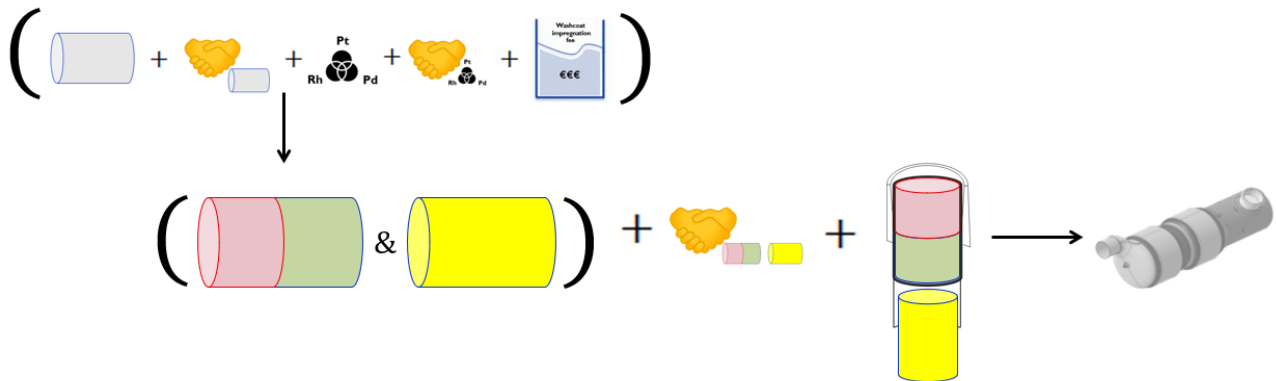 ( + + Pt Rh Pd + Pt Rh Pd + Washcoat
impregnation
fee
€€€ )
( & ) + +